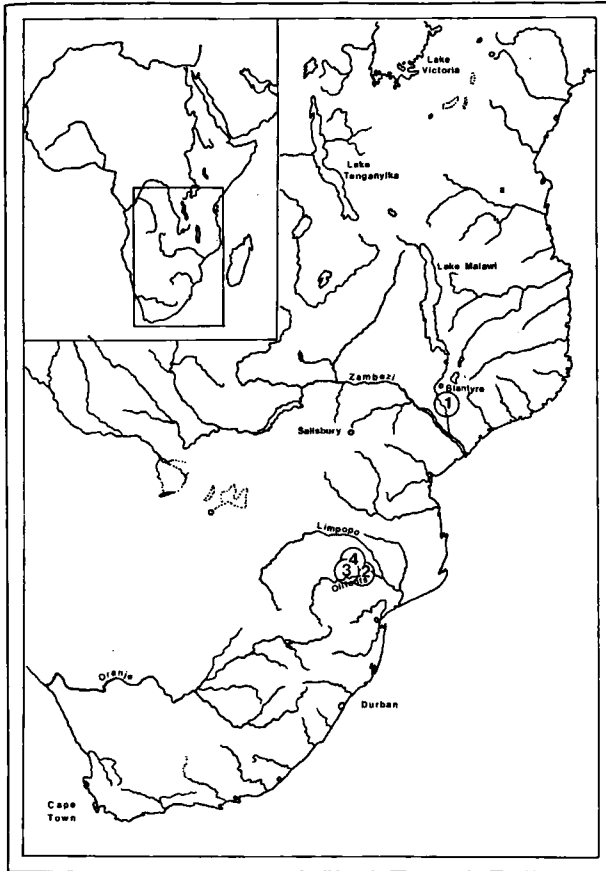 Lake
Victoria
Lake
Tanganyika
Lake Malawi
Zambezi
Blantyre
1
Salisbury
Limpopo
4
3
2
Olifants
Oranje
Durban
Cape
Town